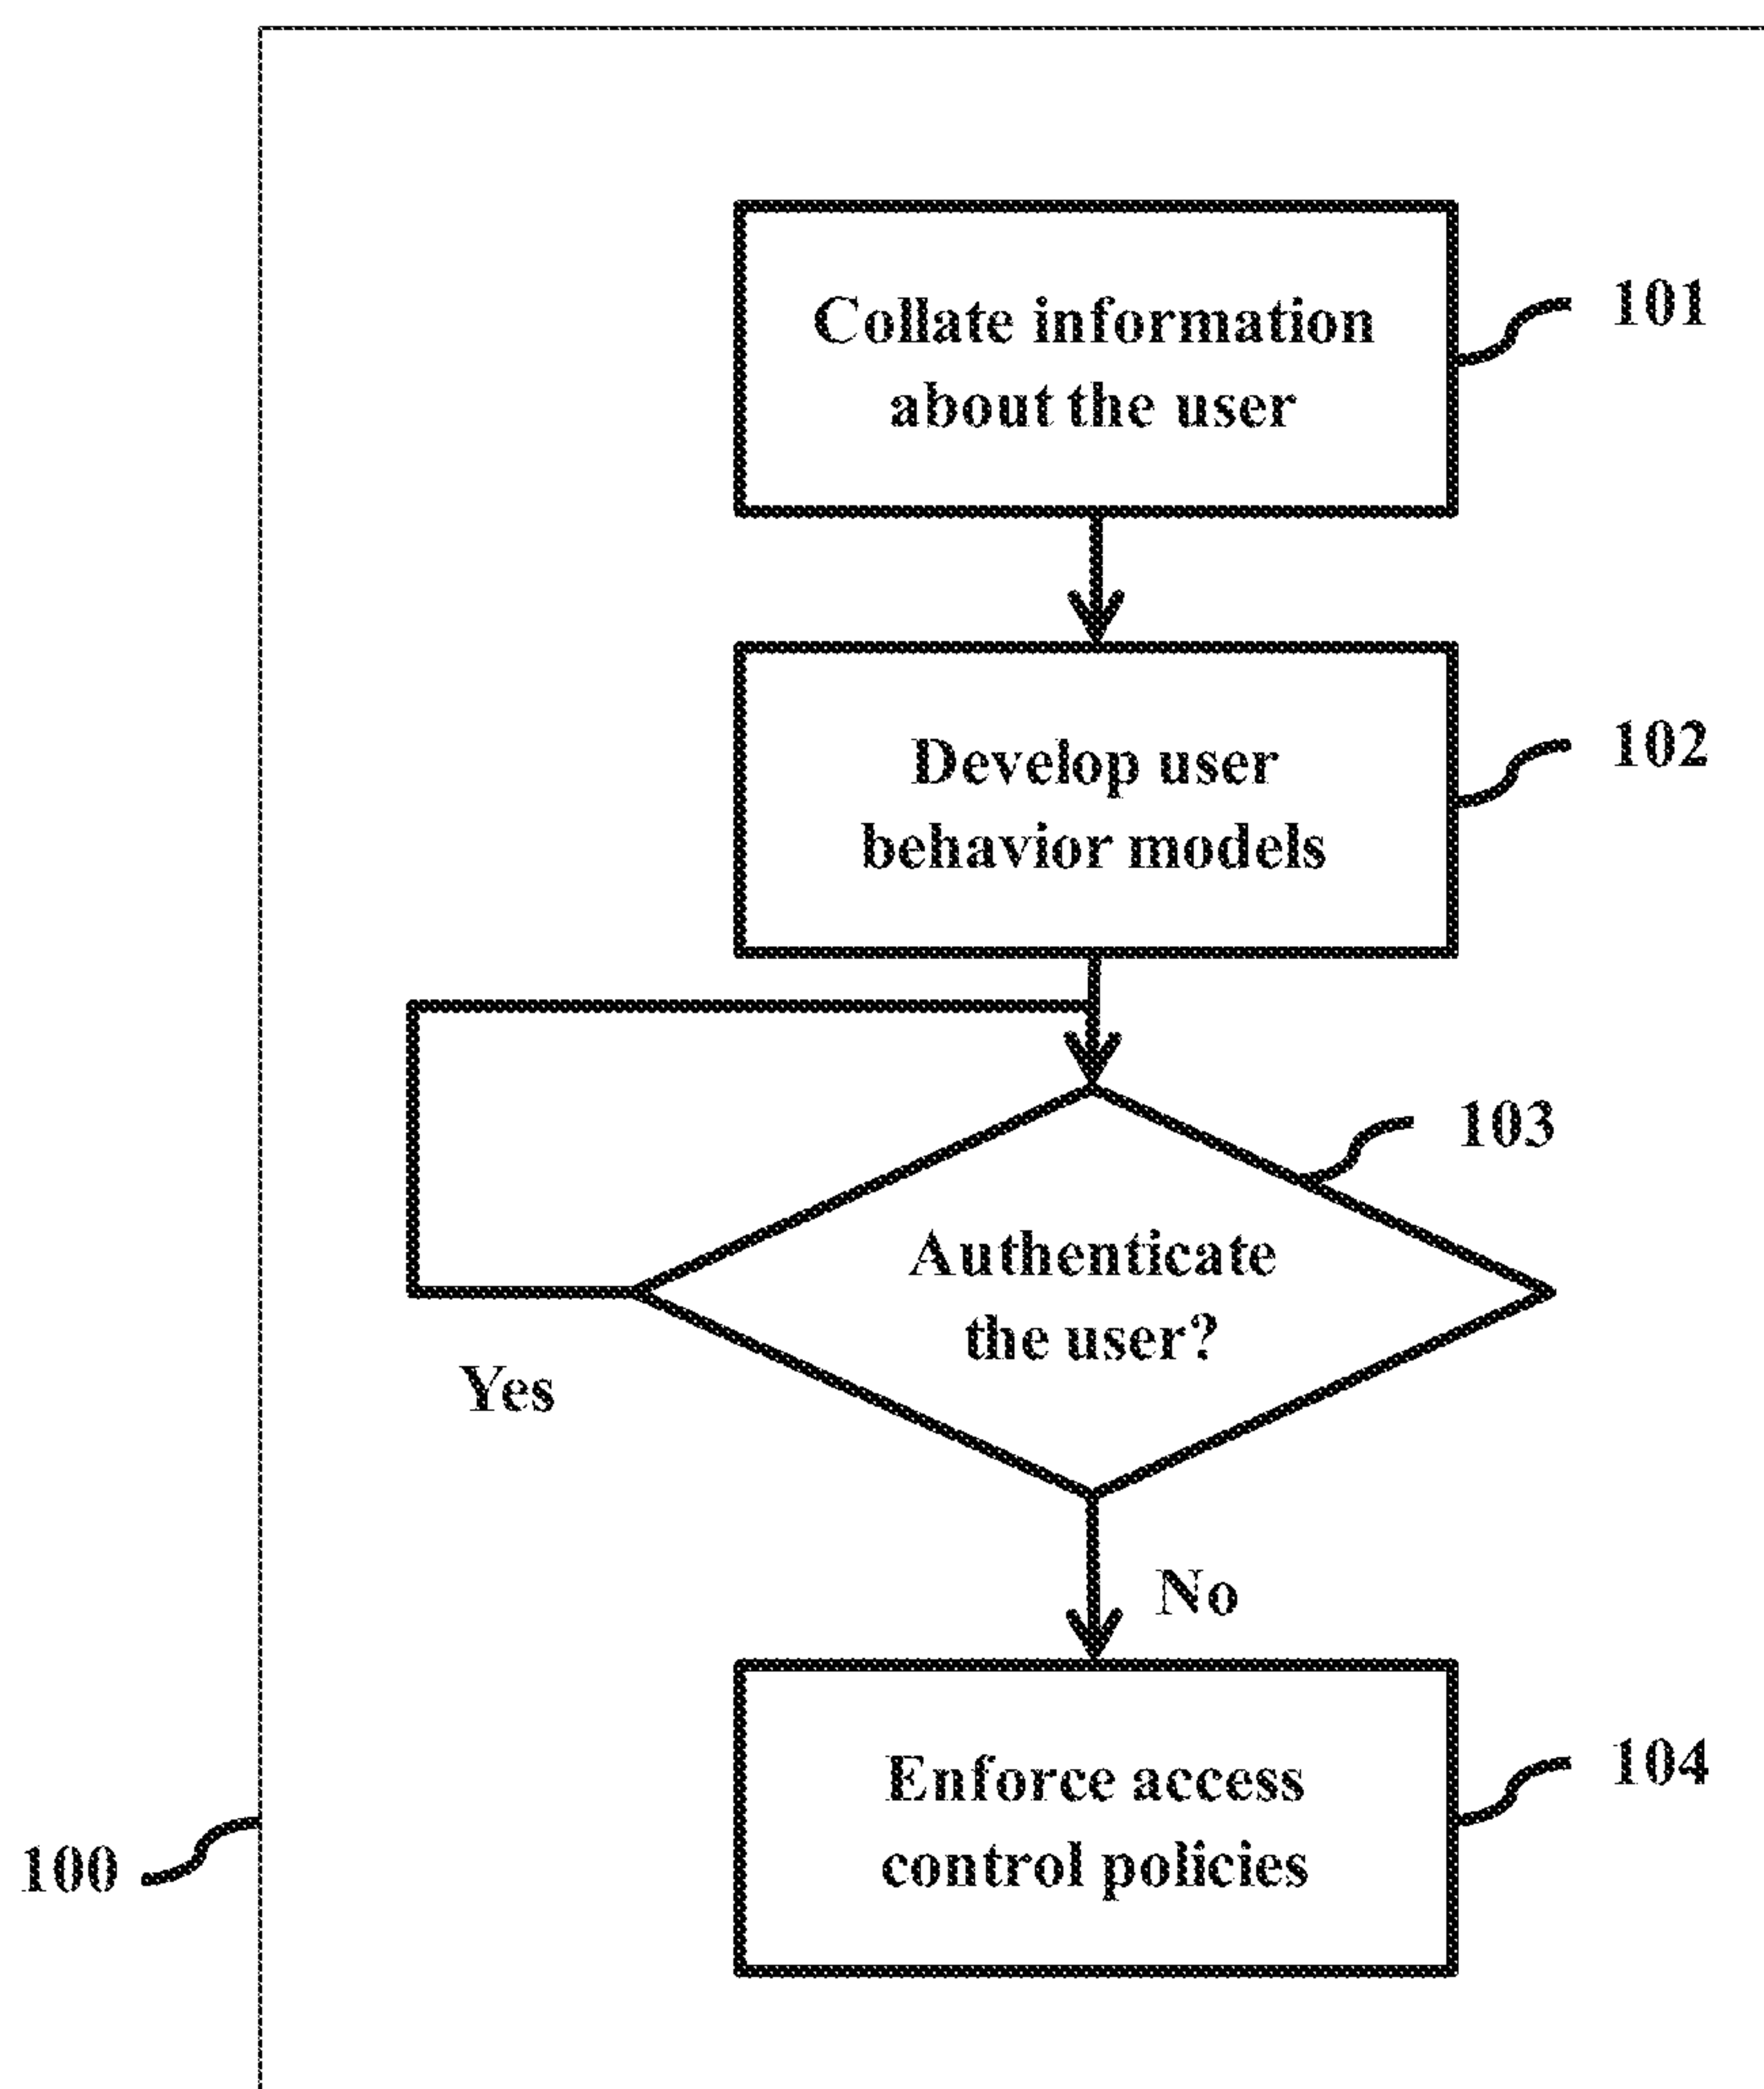 Collate information
about the user
101
Develop user
behavior models
102
103
Authenticate
the user?
Yes
No
Enforce access
control policies
104
100